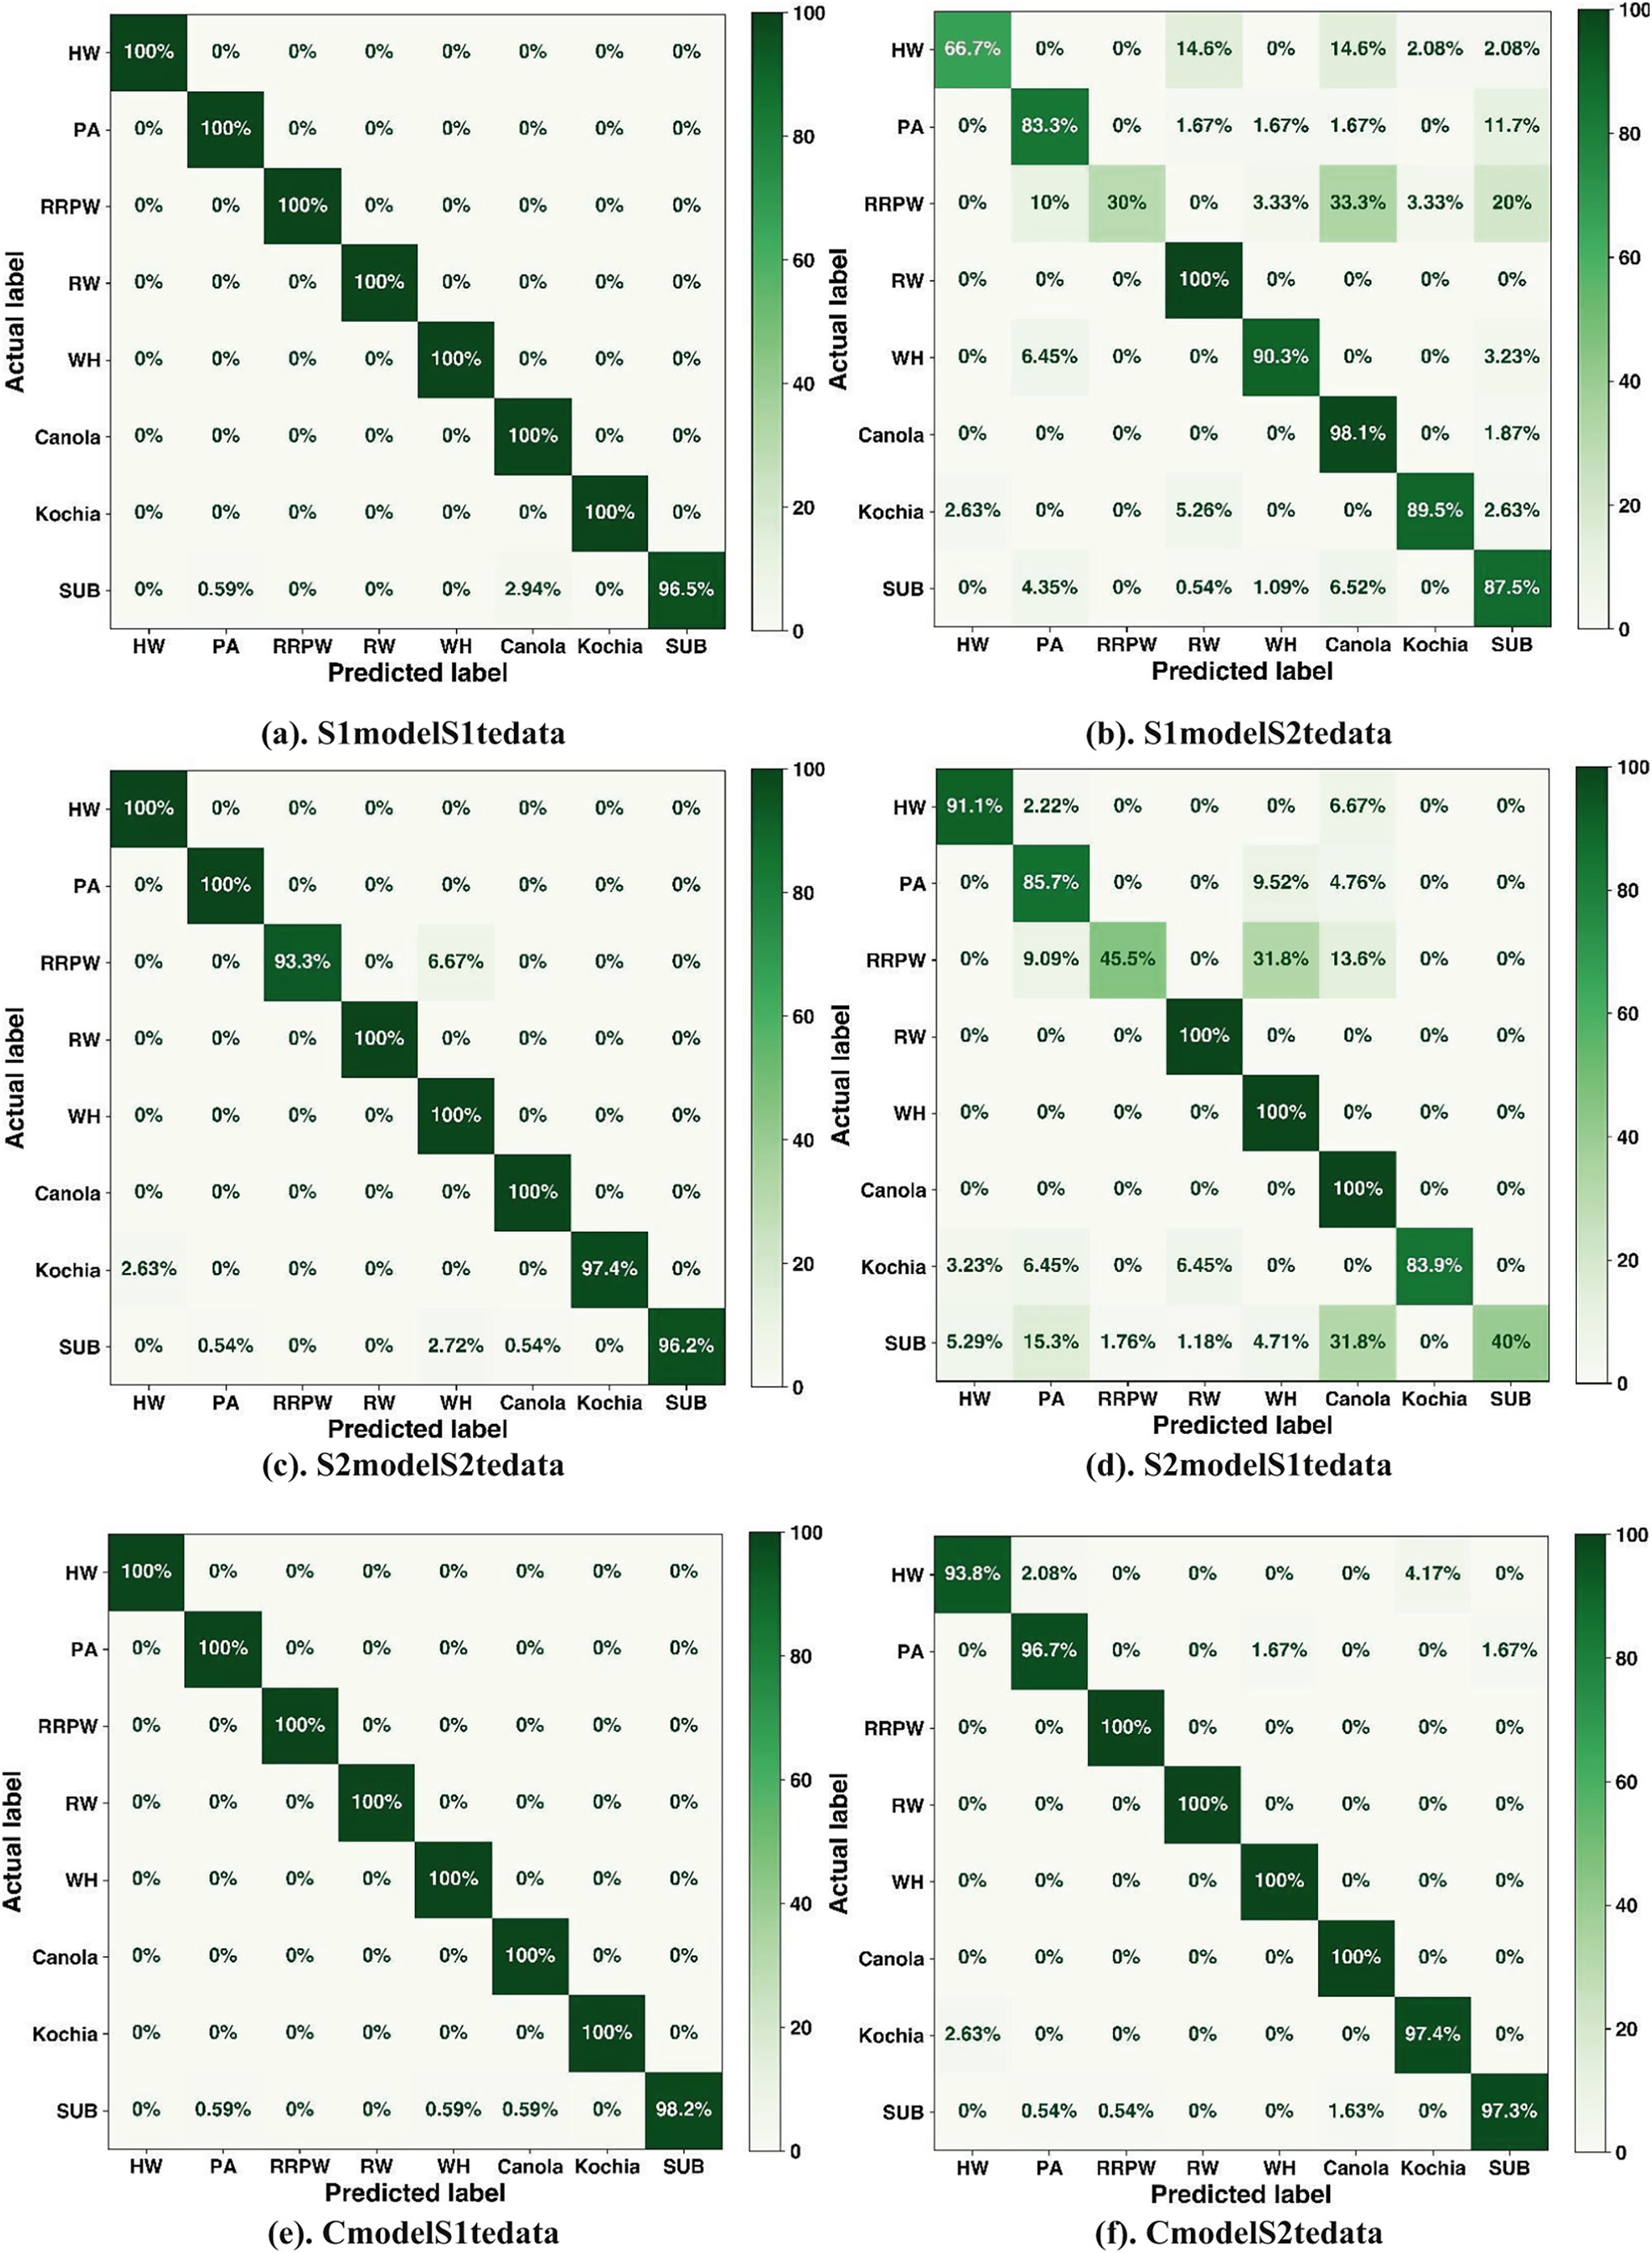 HW 100% 0% 0% 0% 0% 0% 0% 0%
PA 0% 100% 0% 0% 0% 0% 0% 0%
RRPW 0% 0% 100% 0% 0% 0% 0% 0%
RW 0% 0% 0% 100% 0% 0% 0% 0%
WH 0% 0% 0% 0% 100% 0% 0% 0%
Canola 0% 0% 0% 0% 0% 100% 0% 0%
Kochia 0% 0% 0% 0% 0% 0% 100% 0%
SUB 0% 0.59% 0% 0% 0% 2.94% 0% 96.5%
HW PA RRPW RW WH Canola Kochia SUB
Actual label
Predicted label
100
80
60
40
20
0
(a). S1modelS1tedata
HW 66.7% 0% 0% 14.6% 0% 14.6% 2.08% 2.08%
PA 0% 83.3% 0% 1.67% 1.67% 1.67% 0% 11.7%
RRPW 0% 10% 30% 0% 3.33% 33.3% 3.33% 20%
RW 0% 0% 0% 100% 0% 0% 0% 0%
WH 0% 6.45% 0% 0% 90.3% 0% 0% 3.23%
Canola 0% 0% 0% 0% 0% 98.1% 0% 1.87%
Kochia 2.63% 0% 0% 5.26% 0% 0% 89.5% 2.63%
SUB 0% 4.35% 0% 0.54% 1.09% 6.52% 0% 87.5%
HW PA RRPW RW WH Canola Kochia SUB
Actual label
Predicted label
100
80
60
40
20
0
(b). S1modelS2tedata
HW 100% 0% 0% 0% 0% 0% 0% 0%
PA 0% 100% 0% 0% 0% 0% 0% 0%
RRPW 0% 0% 93.3% 0% 6.67% 0% 0% 0%
RW 0% 0% 0% 100% 0% 0% 0% 0%
WH 0% 0% 0% 0% 100% 0% 0% 0%
Canola 0% 0% 0% 0% 0% 100% 0% 0%
Kochia 2.63% 0% 0% 0% 0% 0% 97.4% 0%
SUB 0% 0.54% 0% 0% 2.72% 0.54% 0% 96.2%
HW PA RRPW RW WH Canola Kochia SUB
Actual label
Predicted label
100
80
60
40
20
0
(c). S2modelS2tedata
HW 91.1% 2.22% 0% 0% 0% 6.67% 0% 0%
PA 0% 85.7% 0% 0% 9.52% 4.76% 0% 0%
RRPW 0% 9.09% 45.5% 0% 31.8% 13.6% 0% 0%
RW 0% 0% 0% 100% 0% 0% 0% 0%
WH 0% 0% 0% 0% 100% 0% 0% 0%
Canola 0% 0% 0% 0% 0% 100% 0% 0%
Kochia 3.23% 6.45% 0% 6.45% 0% 0% 83.9% 0%
SUB 5.29% 15.3% 1.76% 1.18% 4.71% 31.8% 0% 40%
HW PA RRPW RW WH Canola Kochia SUB
Actual label
Predicted label
100
80
60
40
20
0
(d). S2modelS1tedata
HW 100% 0% 0% 0% 0% 0% 0% 0%
PA 0% 100% 0% 0% 0% 0% 0% 0%
RRPW 0% 0% 100% 0% 0% 0% 0% 0%
RW 0% 0% 0% 100% 0% 0% 0% 0%
WH 0% 0% 0% 0% 100% 0% 0% 0%
Canola 0% 0% 0% 0% 0% 100% 0% 0%
Kochia 0% 0% 0% 0% 0% 0% 100% 0%
SUB 0% 0.59% 0% 0% 0.59% 0.59% 0% 98.2%
HW PA RRPW RW WH Canola Kochia SUB
Actual label
Predicted label
100
80
60
40
20
0
(e). CmodelS1tedata
HW 93.8% 2.08% 0% 0% 0% 0% 4.17% 0%
PA 0% 96.7% 0% 0% 1.67% 0% 0% 1.67%
RRPW 0% 0% 100% 0% 0% 0% 0% 0%
RW 0% 0% 0% 100% 0% 0% 0% 0%
WH 0% 0% 0% 0% 100% 0% 0% 0%
Canola 0% 0% 0% 0% 0% 100% 0% 0%
Kochia 2.63% 0% 0% 0% 0% 0% 97.4% 0%
SUB 0% 0.54% 0.54% 0% 0% 1.63% 0% 97.3%
HW PA RRPW RW WH Canola Kochia SUB
Actual label
Predicted label
100
80
60
40
20
0
(f). CmodelS2tedata